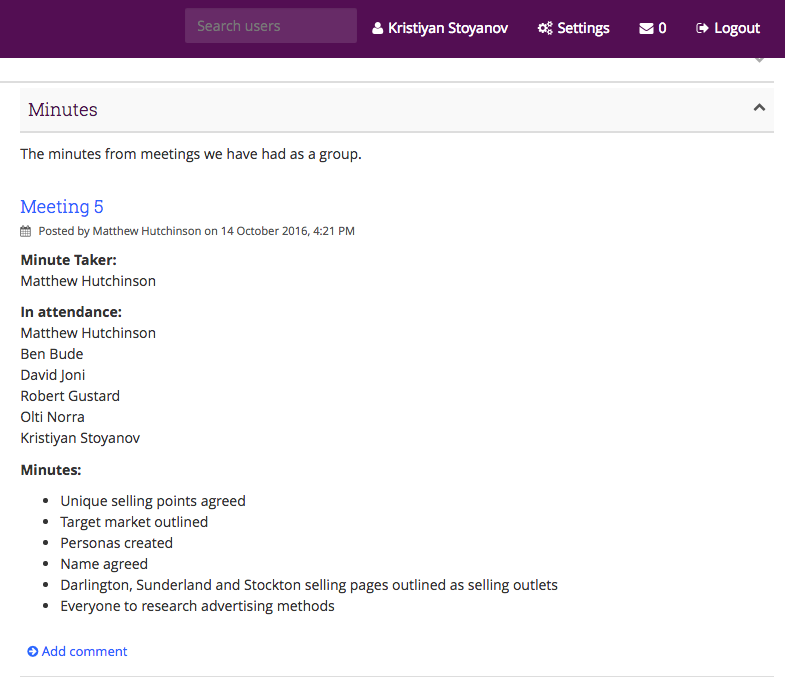 Search users
Kristiyan Stoyanov
Settings
0
Logout
Minutes
The minutes from meetings we have had as a group.
Meeting 5
Posted by Matthew Hutchinson on 14 October 2016, 4:21 PM
Minute Taker:
Matthew Hutchinson
In attendance:
Matthew Hutchinson
Ben Bude
David Joni
Robert Gustard
Olti Norra
Kristiyan Stoyanov
Minutes:
Unique selling points agreed
Target market outlined
Personas created
Name agreed
Darlington, Sunderland and Stockton selling pages outlined as selling outlets
Everyone to research advertising methods
Add comment